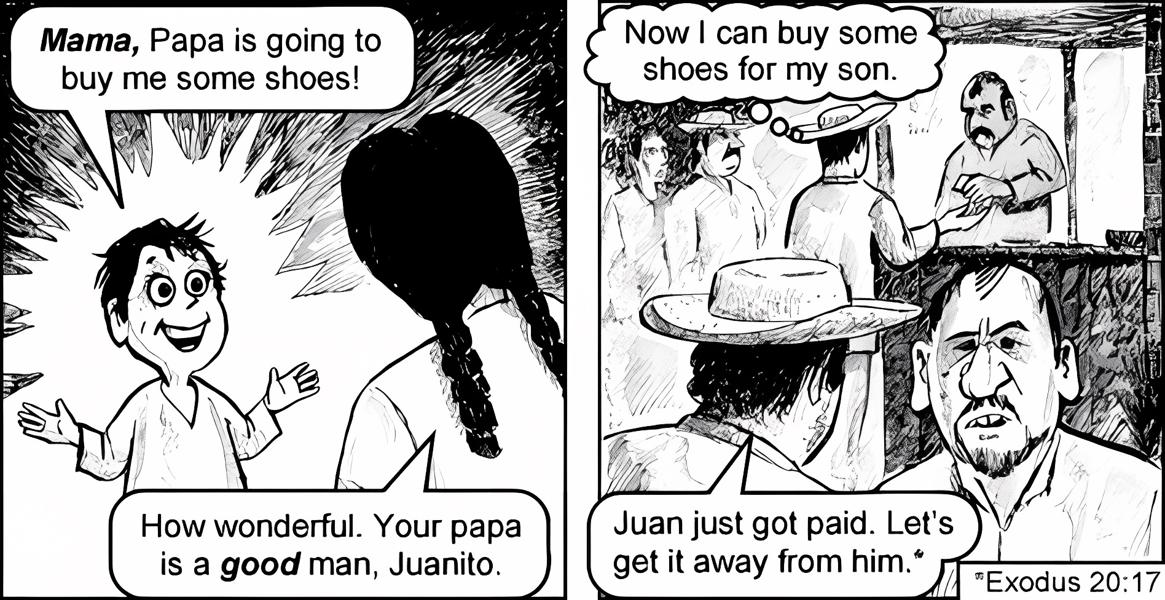 Mama, Papa is going to
buy me some shoes!
How wonderful. Your papa
is a good man, Juanito.
Now I can buy some
shoes for my son.
Juan just got paid. Let's
get it away from him.*
*Exodus 20:17